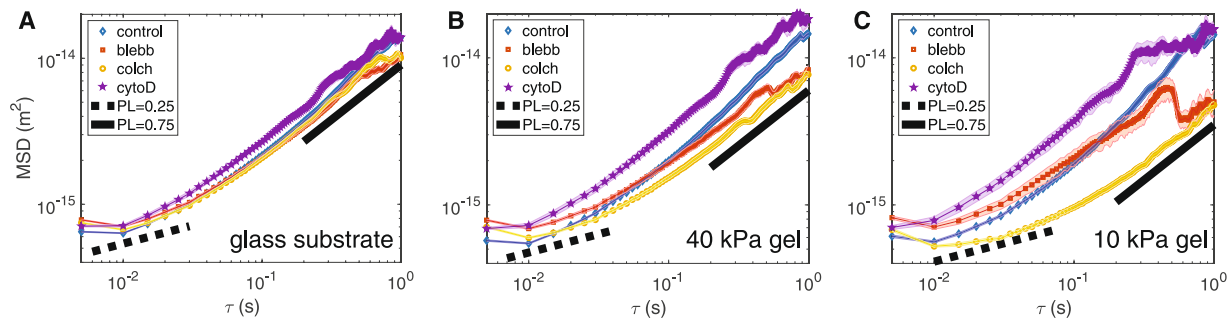 A
control
blebb
colch
cytoD
PL=0.25
PL=0.75
glass substrate
MSD (m²)
10⁻¹⁴
10⁻¹⁵
10⁻²
10⁻¹
10⁰
τ (s)
B
control
blebb
colch
cytoD
PL=0.25
PL=0.75
40 kPa gel
10⁻¹⁴
10⁻¹⁵
10⁻²
10⁻¹
10⁰
τ (s)
C
control
blebb
colch
cytoD
PL=0.25
PL=0.75
10 kPa gel
10⁻¹⁴
10⁻¹⁵
10⁻²
10⁻¹
10⁰
τ (s)